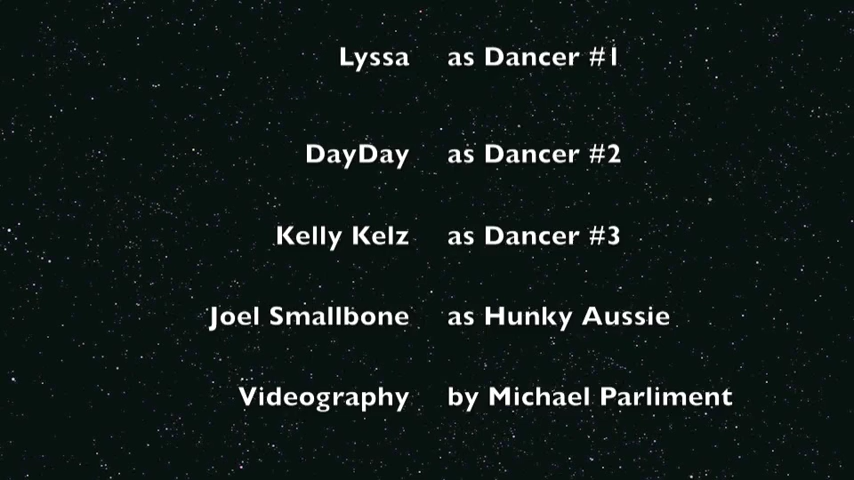 Lyssa as Dancer #1
DayDay as Dancer #2
Kelly Kelz as Dancer #3
Joel Smallbone as Hunky Aussie
Videography by Michael Parliment